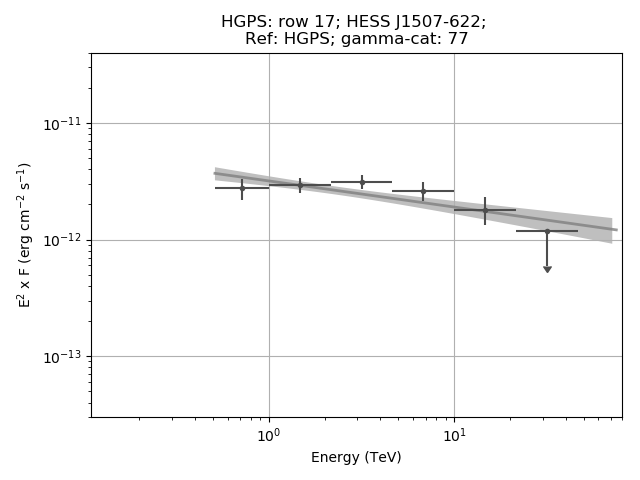 HGPS: row 17; HESS J1507-622;
Ref: HGPS; gamma-cat: 77
E² x F (erg cm⁻² s⁻¹)
10⁻¹¹
10⁻¹²
10⁻¹³
10⁰ 10¹
Energy (TeV)